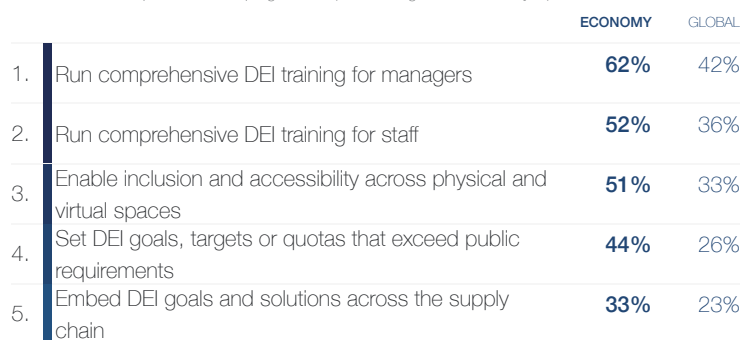 ECONOMY GLOBAL
1. Run comprehensive DEI training for managers 62% 42%
2. Run comprehensive DEI training for staff 52% 36%
3. Enable inclusion and accessibility across physical and virtual spaces 51% 33%
4. Set DEI goals, targets or quotas that exceed public requirements 44% 26%
5. Embed DEI goals and solutions across the supply chain 33% 23%